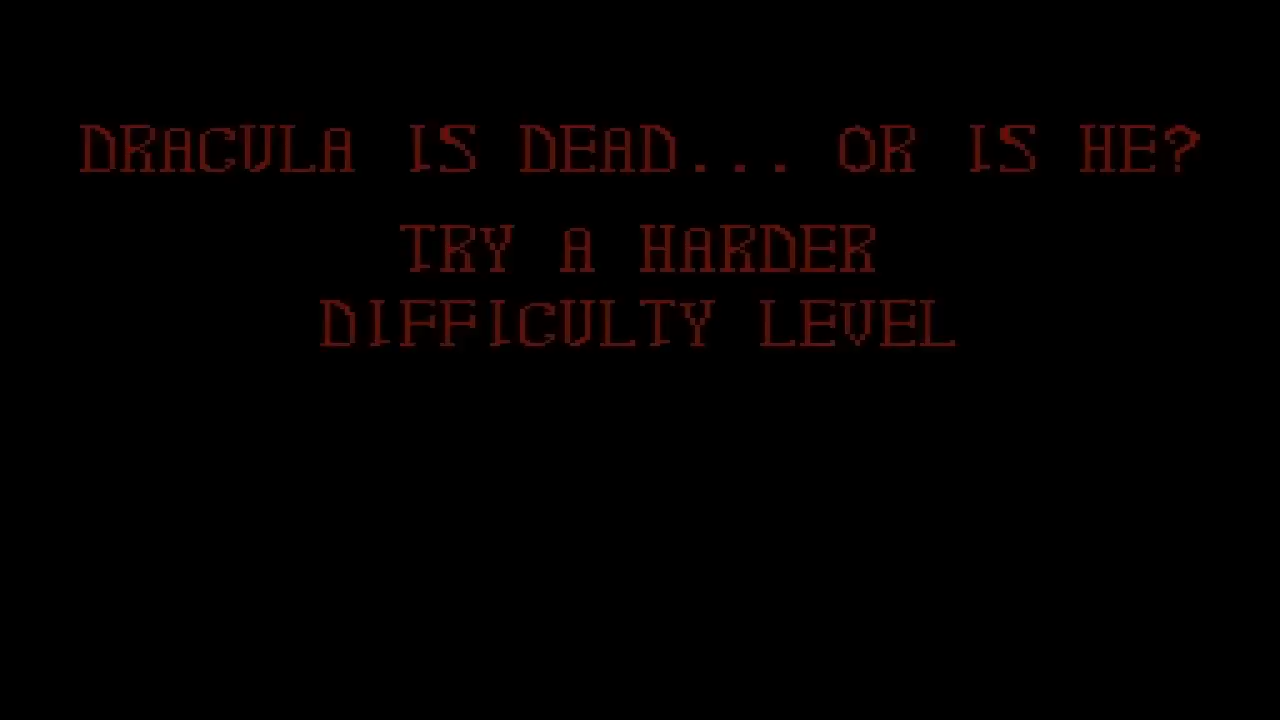 DRACULA IS DEAD... OR IS HE?
TRY A HARDER
DIFFICULTY LEVEL